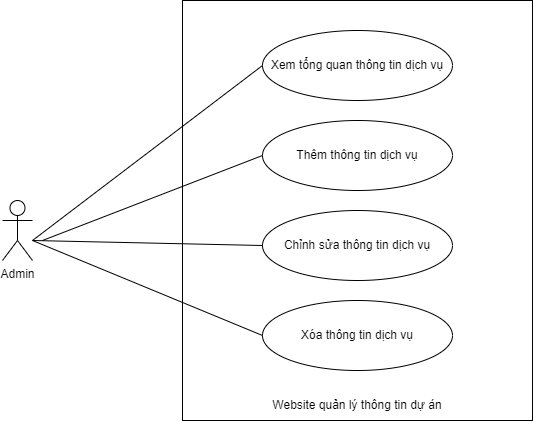 Xem tổng quan thông tin dịch vụ
Thêm thông tin dịch vụ
Chỉnh sửa thông tin dịch vụ
Admin
Xóa thông tin dịch vụ
Website quản lý thông tin dự án